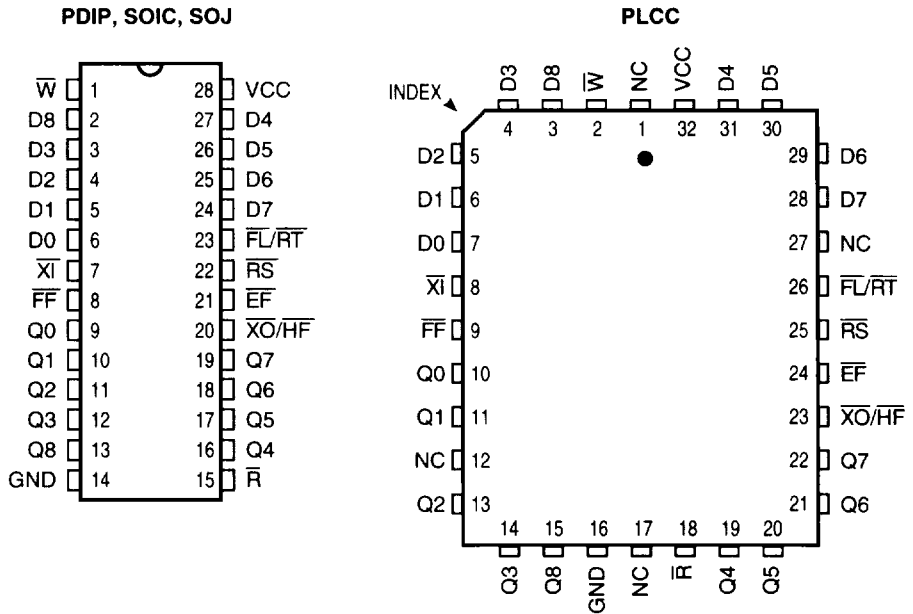 PDIP, SOIC, SOJ
W̅ 1 28 VCC
D8 2 27 D4
D3 3 26 D5
D2 4 25 D6
D1 5 24 D7
D0 6 23 F̅L̅/R̅T̅
X̅I̅ 7 22 R̅S̅
F̅F̅ 8 21 E̅F̅
Q0 9 20 X̅O̅/H̅F̅
Q1 10 19 Q7
Q2 11 18 Q6
Q3 12 17 Q5
Q8 13 16 Q4
GND 14 15 R̅
PLCC
INDEX
D3 D8 W̅ NC VCC D4 D5
4 3 2 1 32 31 30
D2 5 29 D6
D1 6 28 D7
D0 7 27 NC
X̅I̅ 8 26 F̅L̅/R̅T̅
F̅F̅ 9 25 R̅S̅
Q0 10 24 E̅F̅
Q1 11 23 X̅O̅/H̅F̅
NC 12 22 Q7
Q2 13 21 Q6
14 15 16 17 18 19 20
Q3 Q8 GND NC R̅ Q4 Q5